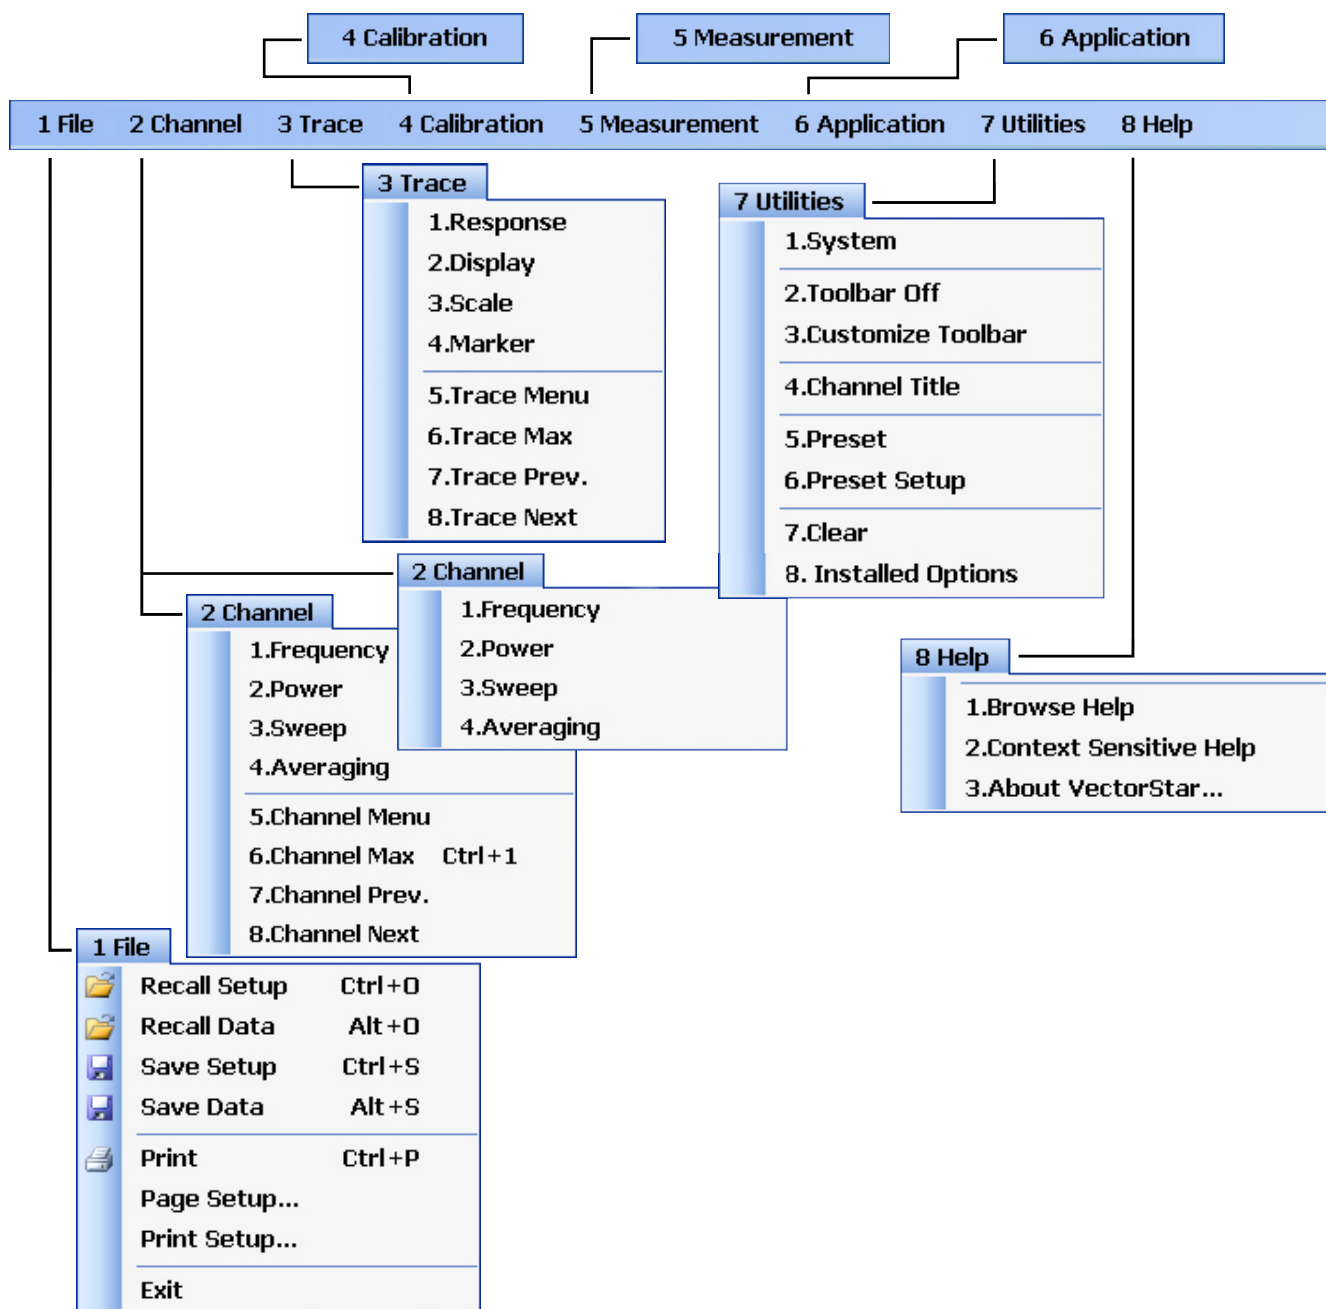 4 Calibration
5 Measurement
6 Application
1 File 2 Channel 3 Trace 4 Calibration 5 Measurement 6 Application 7 Utilities 8 Help
3 Trace
1.Response
2.Display
3.Scale
4.Marker
5.Trace Menu
6.Trace Max
7.Trace Prev.
8.Trace Next
7 Utilities
1.System
2.Toolbar Off
3.Customize Toolbar
4.Channel Title
5.Preset
6.Preset Setup
7.Clear
8. Installed Options
2 Channel
1.Frequency
2.Power
3.Sweep
4.Averaging
2 Channel
1.Frequency
2.Power
3.Sweep
4.Averaging
5.Channel Menu
6.Channel Max Ctrl+1
7.Channel Prev.
8.Channel Next
8 Help
1.Browse Help
2.Context Sensitive Help
3.About VectorStar...
1 File
Recall Setup Ctrl+O
Recall Data Alt+O
Save Setup Ctrl+S
Save Data Alt+S
Print Ctrl+P
Page Setup...
Print Setup...
Exit